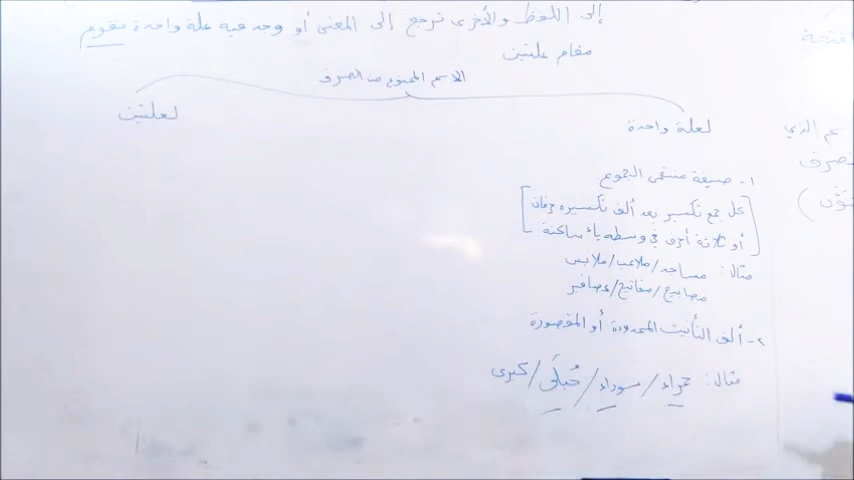 إلى اللفظ والأخرى ترجع إلى المعنى أو وجد فيه علة واحدة تقوم
مقام علتين
الاسم الممنوع من الصرف
لعلة واحدة
١. صيغة منتهى الجموع
[كل جمع تكسير بعد ألف تكسيره حرفان
أو ثلاثة أحرف في وسطه ياء ساكنة]
مثال: مساجد/ملاعب/ملابس
مصابيح/مفاتيح/عصافير
٢- ألف التأنيث الممدودة أو المقصورة
مثال: حمراء/سوداء/حُبلَى/كبرى
لعلتين